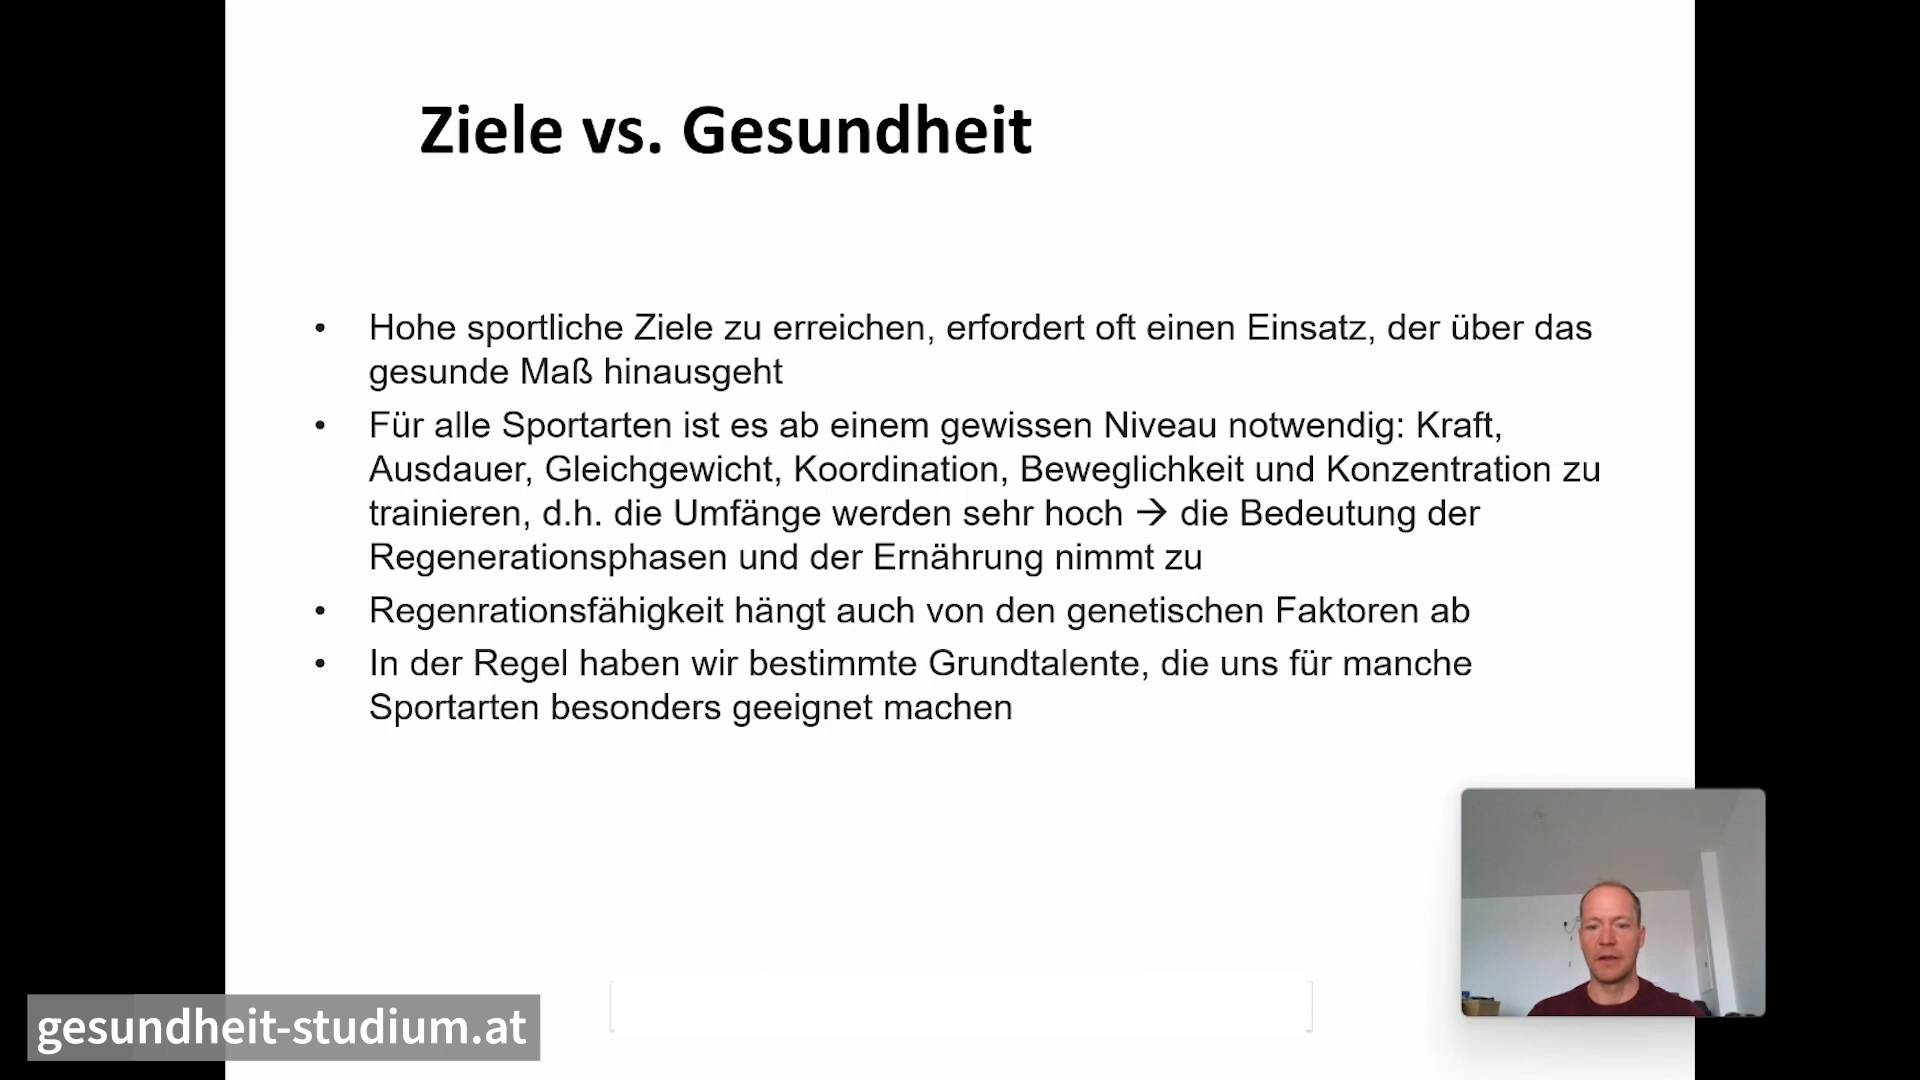 Ziele vs. Gesundheit
• Hohe sportliche Ziele zu erreichen, erfordert oft einen Einsatz, der über das
gesunde Maß hinausgeht
• Für alle Sportarten ist es ab einem gewissen Niveau notwendig: Kraft,
Ausdauer, Gleichgewicht, Koordination, Beweglichkeit und Konzentration zu
trainieren, d.h. die Umfänge werden sehr hoch → die Bedeutung der
Regenerationsphasen und der Ernährung nimmt zu
• Regenrationsfähigkeit hängt auch von den genetischen Faktoren ab
• In der Regel haben wir bestimmte Grundtalente, die uns für manche
Sportarten besonders geeignet machen
gesundheit-studium.at